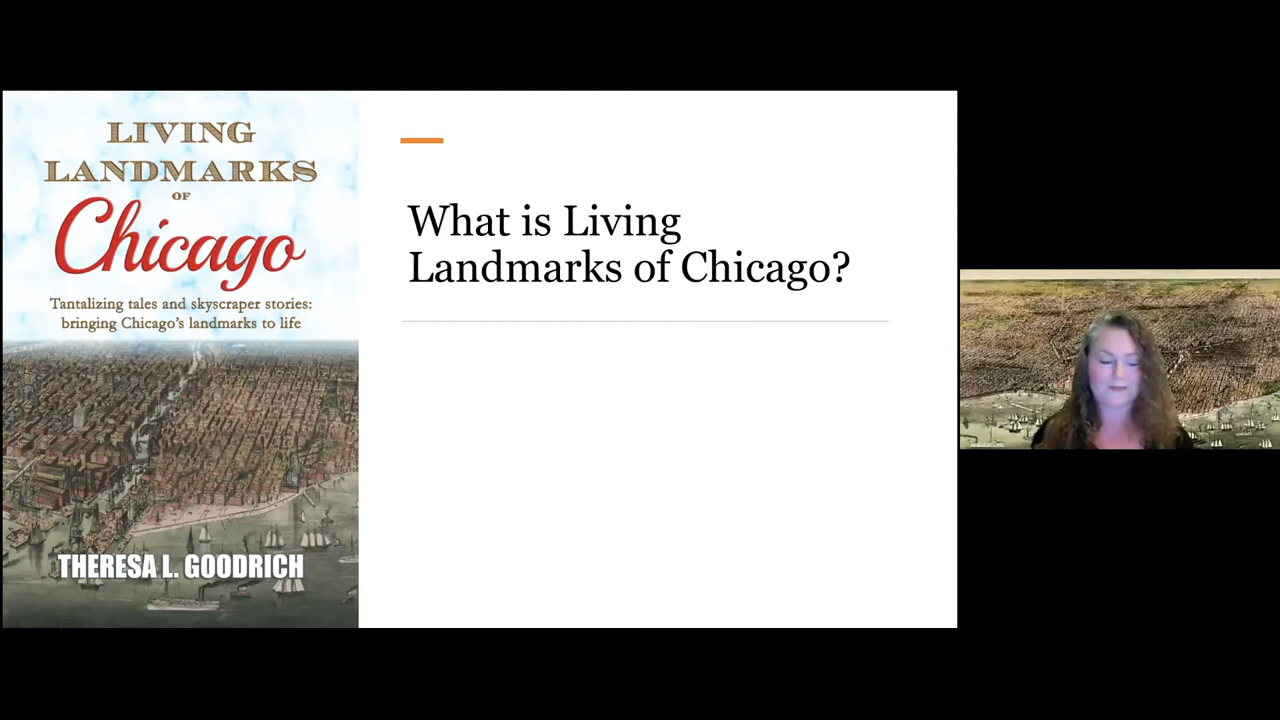 LIVING
LANDMARKS
OF
Chicago
Tantalizing tales and skyscraper stories:
bringing Chicago's landmarks to life
THERESA L. GOODRICH
What is Living
Landmarks of Chicago?